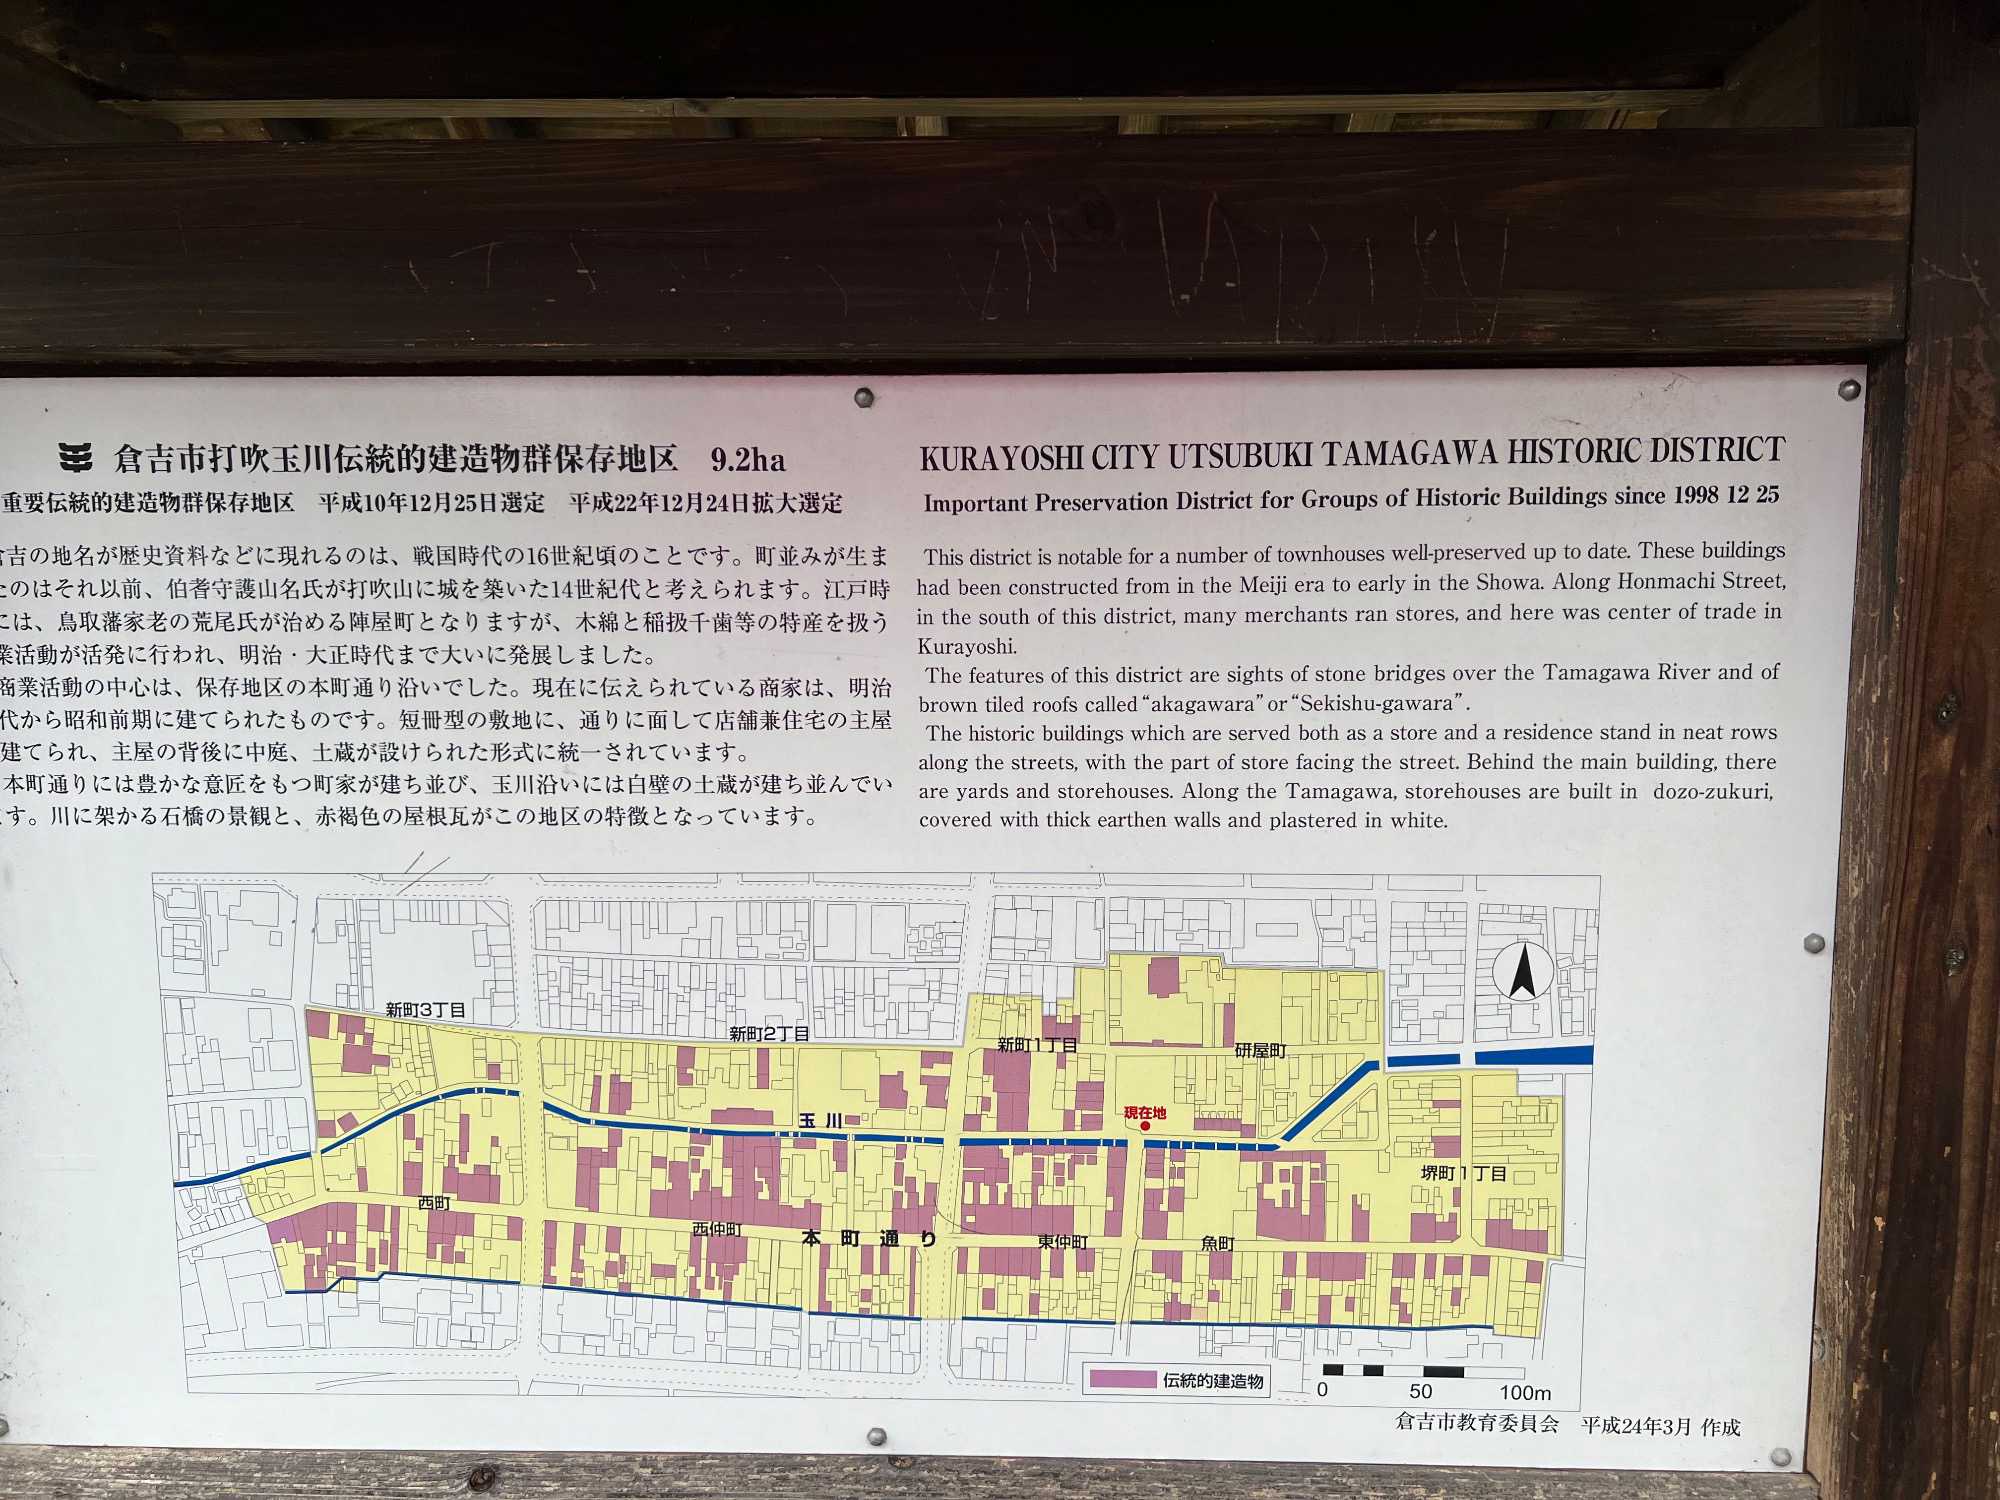 倉吉市打吹玉川伝統的建造物群保存地区 9.2ha
重要伝統的建造物群保存地区 平成10年12月25日選定 平成22年12月24日拡大選定
吉の地名が歴史資料などに現れるのは、戦国時代の16世紀頃のことです。町並みが生ま
たのはそれ以前、伯耆守護山名氏が打吹山に城を築いた14世紀代と考えられます。江戸時
には、鳥取藩家老の荒尾氏が治める陣屋町となりますが、木綿と稲扱千歯等の特産を扱う
業活動が活発に行われ、明治・大正時代まで大いに発展しました。
商業活動の中心は、保存地区の本町通り沿いでした。現在に伝えられている商家は、明治
代から昭和前期に建てられたものです。短冊型の敷地に、通りに面して店舗兼住宅の主屋
建てられ、主屋の背後に中庭、土蔵が設けられた形式に統一されています。
本町通りには豊かな意匠をもつ町家が建ち並び、玉川沿いには白壁の土蔵が建ち並んでい
ます。川に架かる石橋の景観と、赤褐色の屋根瓦がこの地区の特徴となっています。
KURAYOSHI CITY UTSUBUKI TAMAGAWA HISTORIC DISTRICT
Important Preservation District for Groups of Historic Buildings since 1998 12 25
This district is notable for a number of townhouses well-preserved up to date. These buildings
had been constructed from in the Meiji era to early in the Showa. Along Honmachi Street,
in the south of this district, many merchants ran stores, and here was center of trade in
Kurayoshi.
The features of this district are sights of stone bridges over the Tamagawa River and of
brown tiled roofs called “akagawara” or “Sekishu-gawara”.
The historic buildings which are served both as a store and a residence stand in neat rows
along the streets, with the part of store facing the street. Behind the main building, there
are yards and storehouses. Along the Tamagawa, storehouses are built in dozo-zukuri,
covered with thick earthen walls and plastered in white.
新町3丁目
新町2丁目
新町1丁目
研屋町
玉川
現在地
堺町1丁目
西町
西仲町
本町通り
東仲町
魚町
伝統的建造物
0 50 100m
倉吉市教育委員会 平成24年3月 作成